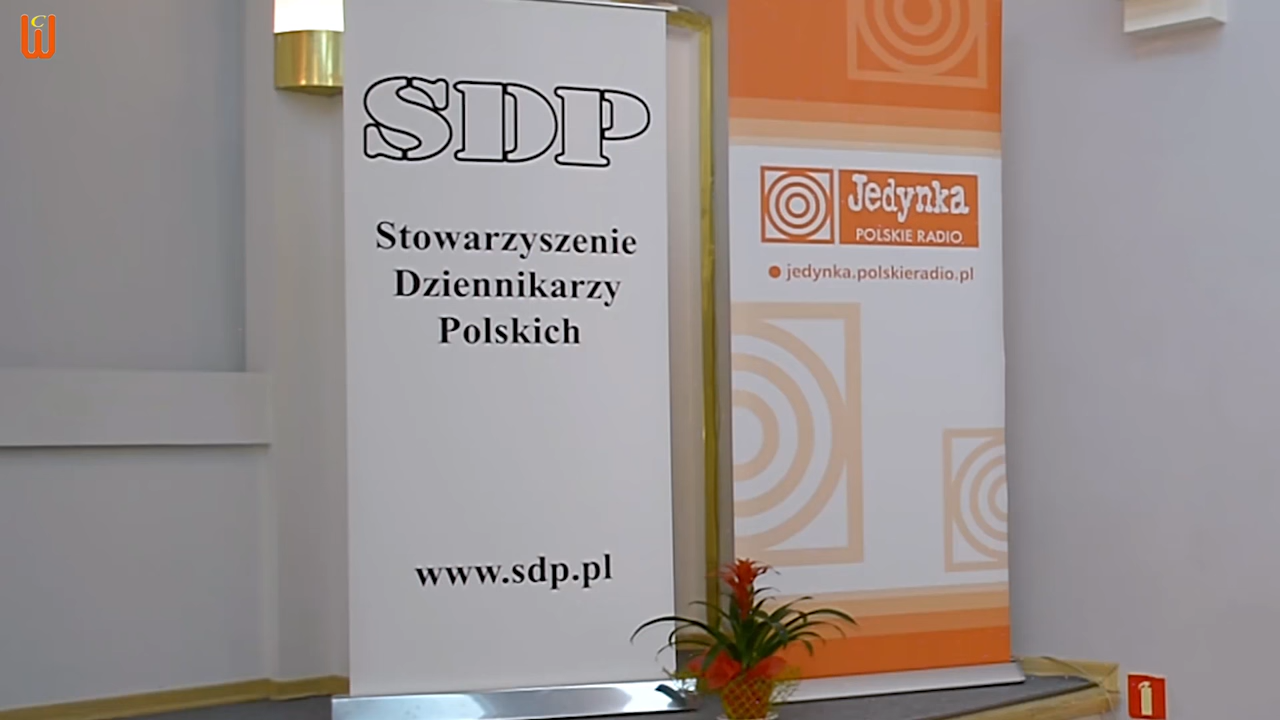 SDP
Stowarzyszenie
Dziennikarzy
Polskich
www.sdp.pl
Jedynka
POLSKIE RADIO
jedynka.polskieradio.pl